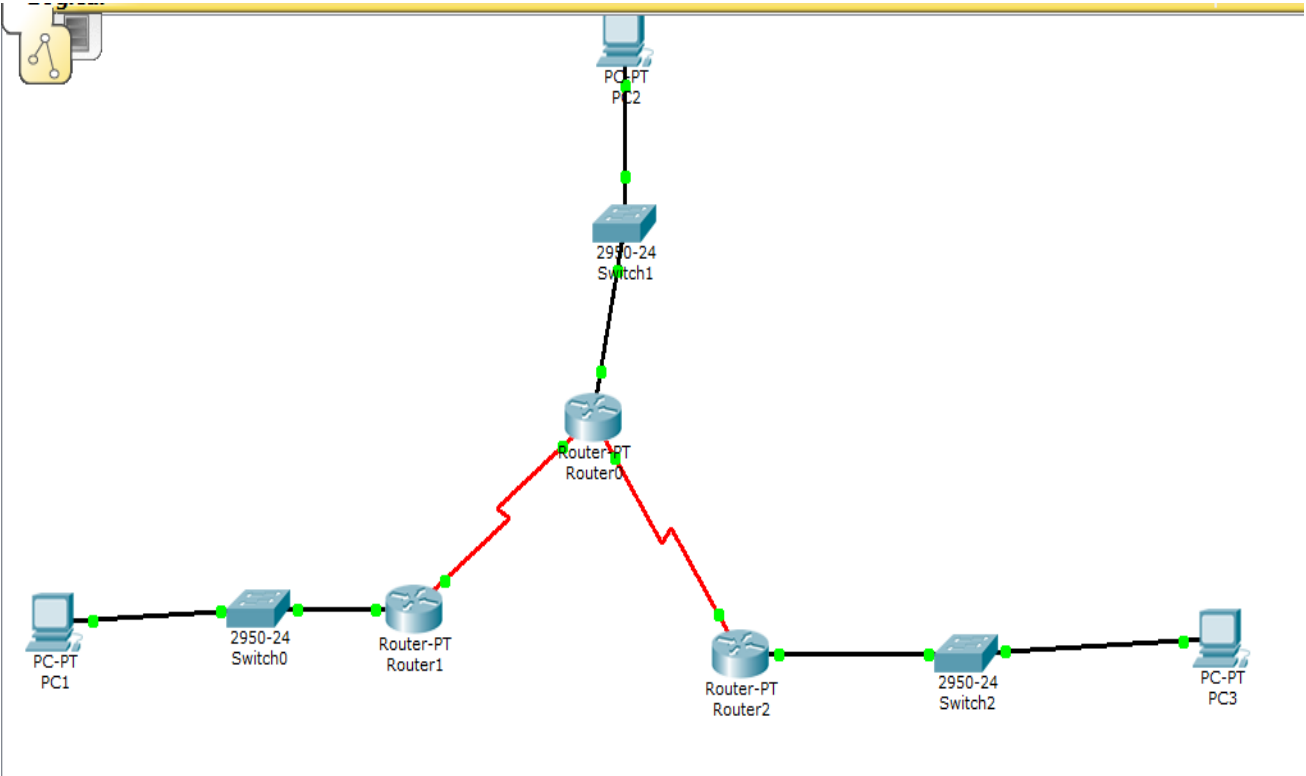 PC-PT
PC2
2950-24
Switch1
Router-PT
Router0
PC-PT
PC1
2950-24
Switch0
Router-PT
Router1
Router-PT
Router2
2950-24
Switch2
PC-PT
PC3